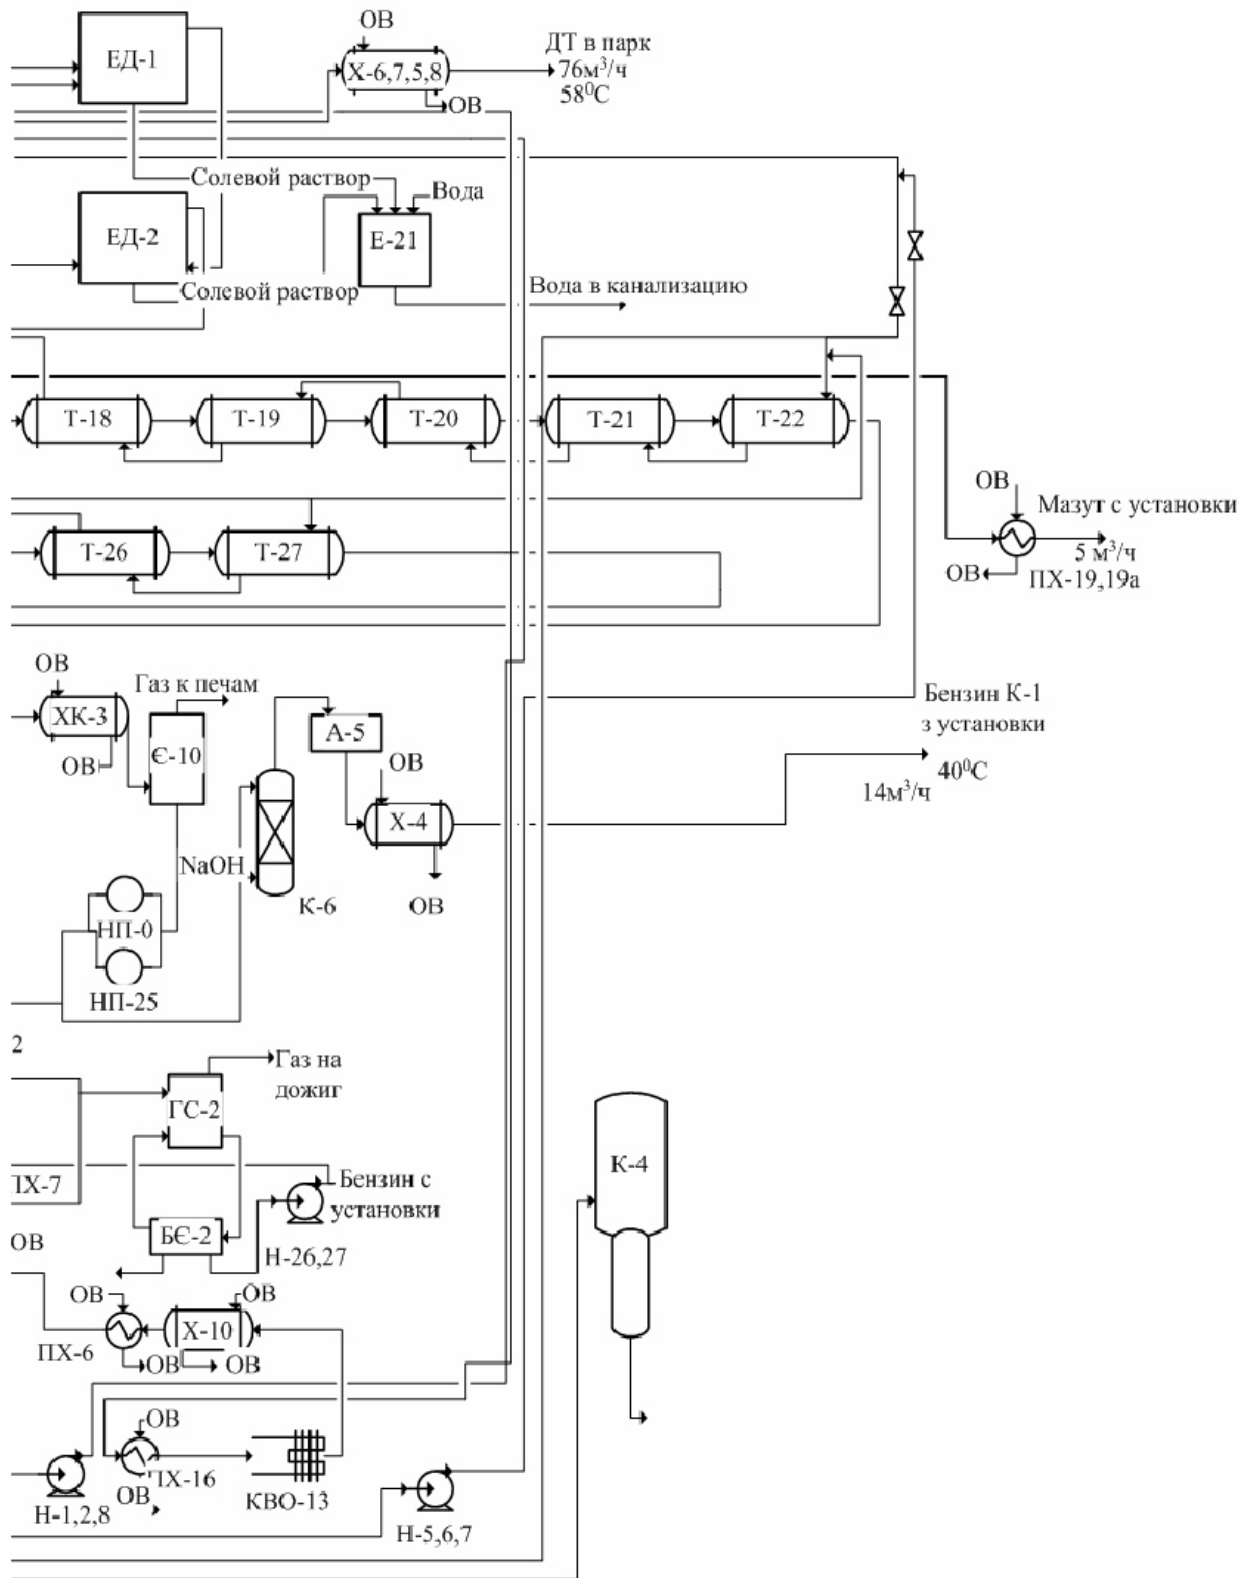 ОВ
ЕД-1
Х-6,7,5,8
ДТ в парк
76м³/ч
58⁰С
ОВ
Солевой раствор
Вода
ЕД-2
Е-21
Солевой раствор
Вода в канализацию
Т-18
Т-19
Т-20
Т-21
Т-22
ОВ
Мазут с установки
5 м³/ч
ОВ
ПХ-19,19а
Т-26
Т-27
ОВ
Газ к печам
ХК-3
Є-10
ОВ
А-5
ОВ
Х-4
ОВ
Бензин К-1
з установки
40⁰С
14м³/ч
NaOH
К-6
НП-0
НП-25
2
Газ на
дожиг
ГС-2
К-4
ПХ-7
Бензин с
установки
БЄ-2
ОВ
Н-26,27
ОВ
ОВ
Х-10
ПХ-6
ОВ
ОВ
ОВ
ПХ-16
ОВ
КВО-13
Н-1,2,8
Н-5,6,7